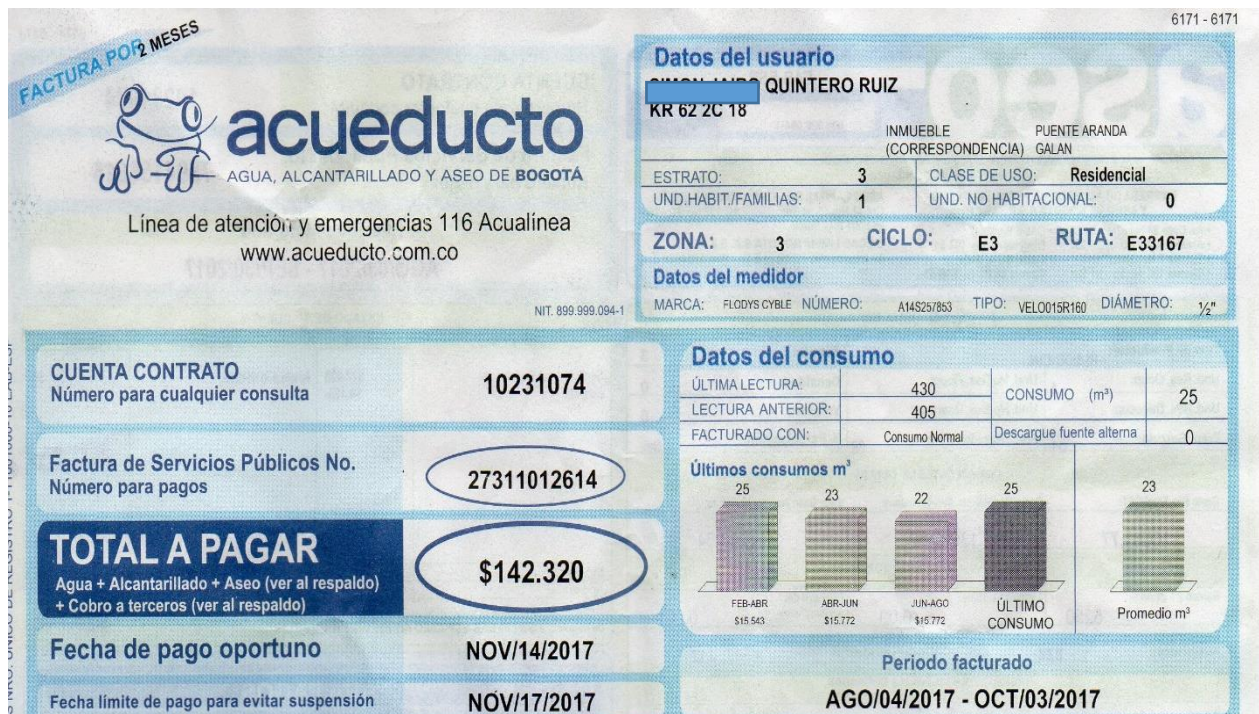 6171 - 6171
FACTURA POR 2 MESES
acueducto
AGUA, ALCANTARILLADO Y ASEO DE BOGOTÁ
Línea de atención y emergencias 116 Acualínea
www.acueducto.com.co
NIT. 899.999.094-1
Datos del usuario
QUINTERO RUIZ
KR 62 2C 18
INMUEBLE PUENTE ARANDA
(CORRESPONDENCIA) GALAN
ESTRATO: 3 CLASE DE USO: Residencial
UND.HABIT./FAMILIAS: 1 UND. NO HABITACIONAL: 0
ZONA: 3 CICLO: E3 RUTA: E33167
Datos del medidor
MARCA: FLODYS CYBLE NÚMERO: A14S257853 TIPO: VELO015R160 DIÁMETRO: ½"
CUENTA CONTRATO
Número para cualquier consulta
10231074
Factura de Servicios Públicos No.
Número para pagos
27311012614
TOTAL A PAGAR
Agua + Alcantarillado + Aseo (ver al respaldo)
+ Cobro a terceros (ver al respaldo)
$142.320
Fecha de pago oportuno NOV/14/2017
Fecha límite de pago para evitar suspensión NOV/17/2017
Datos del consumo
ÚLTIMA LECTURA: 430 CONSUMO (m³) 25
LECTURA ANTERIOR: 405
FACTURADO CON: Consumo Normal Descargue fuente alterna 0
Últimos consumos m³
25 23 22 25 23
FEB-ABR ABR-JUN JUN-AGO ÚLTIMO CONSUMO Promedio m³
$15.543 $15.772 $15.772
Periodo facturado
AGO/04/2017 - OCT/03/2017